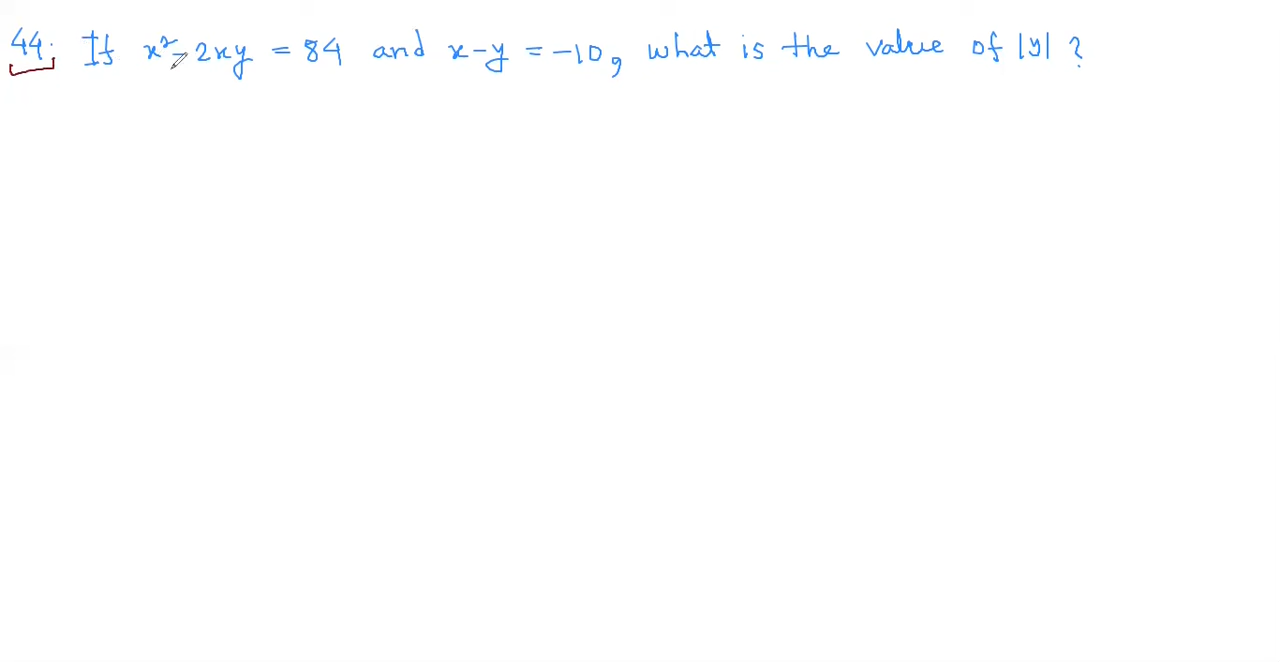 44. If x² - 2xy = 84 and x-y = -10, what is the value of |y| ?